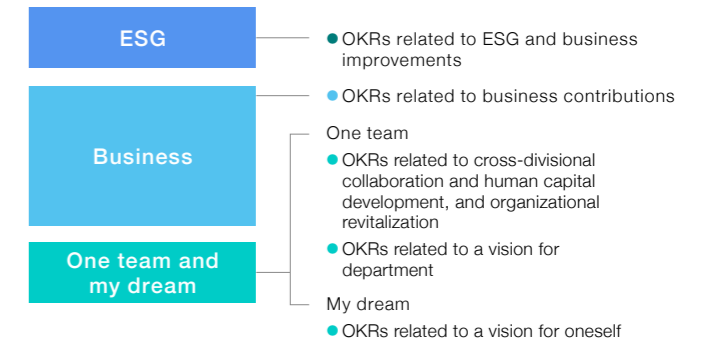 ESG
● OKRs related to ESG and business
improvements
Business
● OKRs related to business contributions
One team and
my dream
One team
● OKRs related to cross-divisional
collaboration and human capital
development, and organizational
revitalization
● OKRs related to a vision for
department
My dream
● OKRs related to a vision for oneself